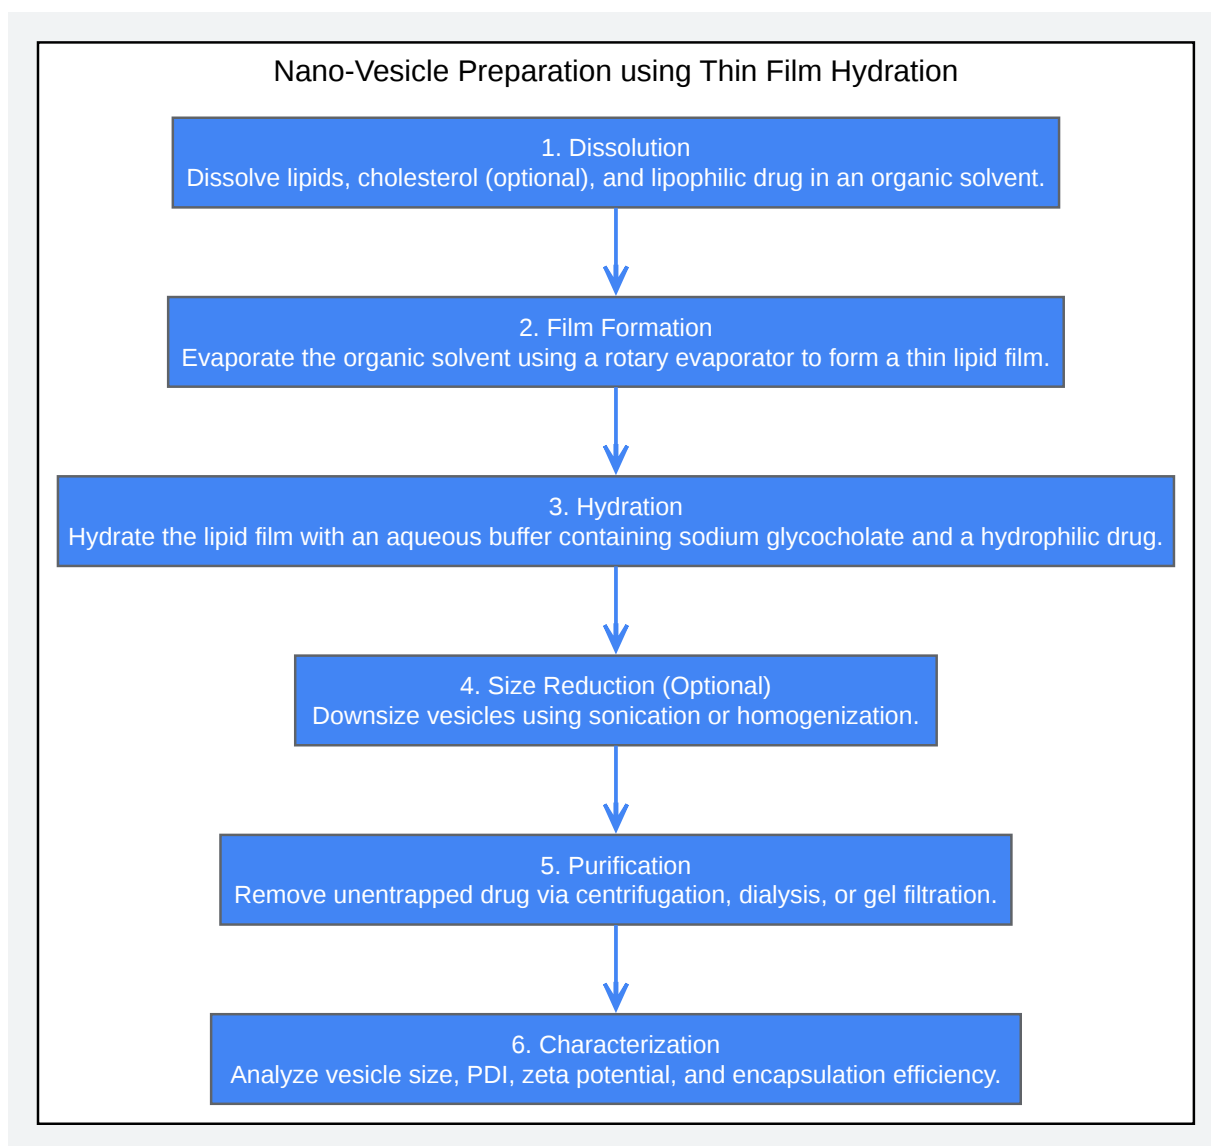 Nano-Vesicle Preparation using Thin Film Hydration
1. Dissolution
Dissolve lipids, cholesterol (optional), and lipophilic drug in an organic solvent.
2. Film Formation
Evaporate the organic solvent using a rotary evaporator to form a thin lipid film.
3. Hydration
Hydrate the lipid film with an aqueous buffer containing sodium glycocholate and a hydrophilic drug.
4. Size Reduction (Optional)
Downsize vesicles using sonication or homogenization.
5. Purification
Remove unentrapped drug via centrifugation, dialysis, or gel filtration.
6. Characterization
Analyze vesicle size, PDI, zeta potential, and encapsulation efficiency.